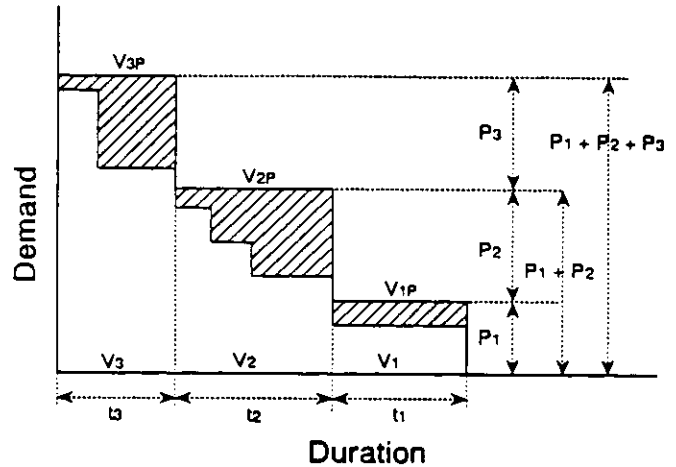 V3P
P3
P1 + P2 + P3
Demand
V2P
P2
P1 + P2
V1P
P1
V3
V2
V1
t3
t2
t1
Duration